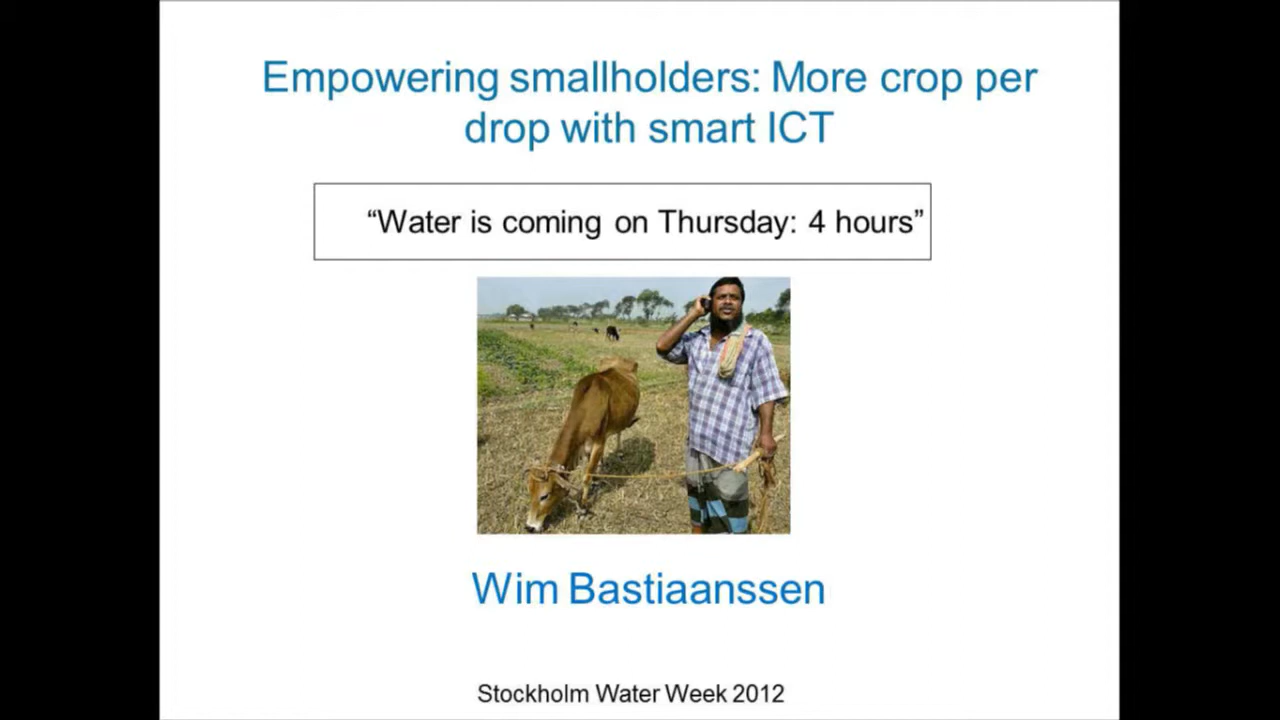 Empowering smallholders: More crop per
drop with smart ICT
“Water is coming on Thursday: 4 hours”
Wim Bastiaanssen
Stockholm Water Week 2012